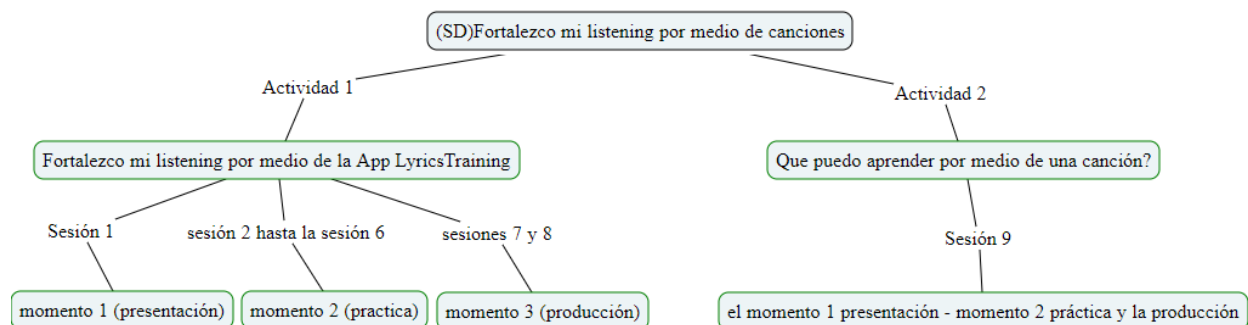 (SD)Fortalezco mi listening por medio de canciones
Actividad 1
Actividad 2
Fortalezco mi listening por medio de la App LyricsTraining
Que puedo aprender por medio de una canción?
Sesión 1
sesión 2 hasta la sesión 6
sesiones 7 y 8
Sesión 9
momento 1 (presentación)
momento 2 (practica)
momento 3 (producción)
el momento 1 presentación - momento 2 práctica y la producción